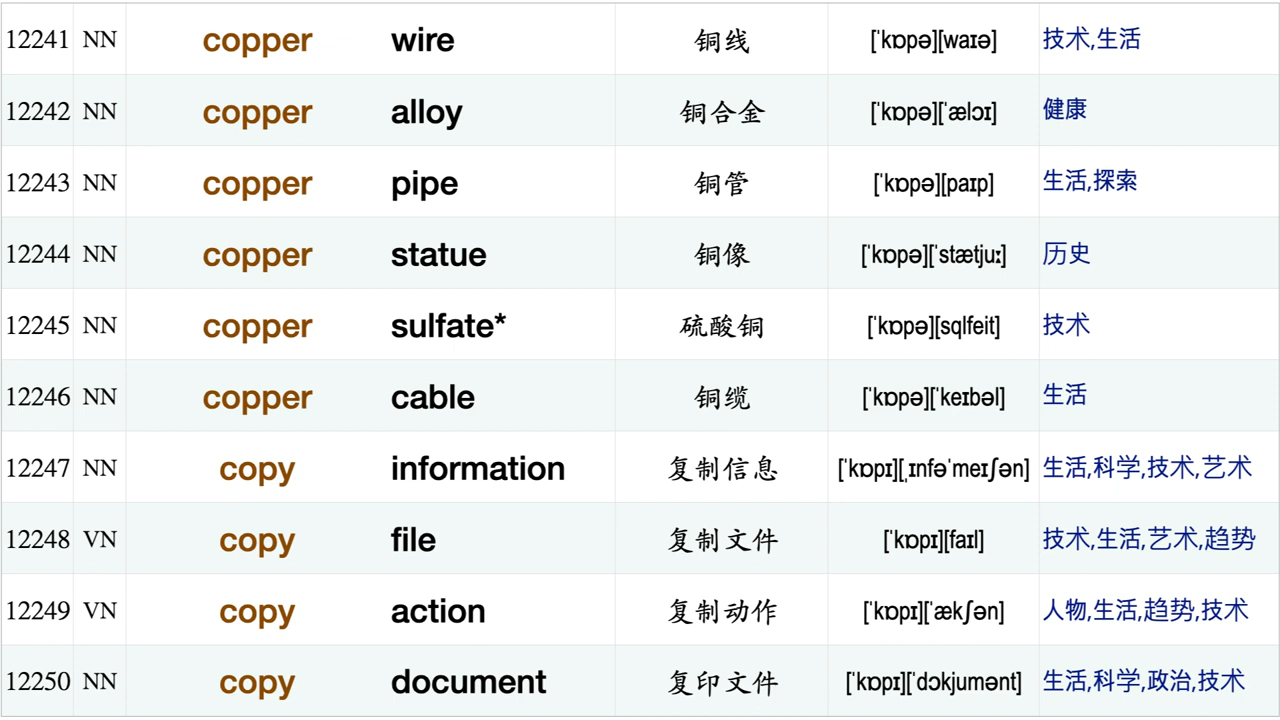 12241 NN copper wire 铜线 [ˈkɒpə][waɪə] 技术,生活
12242 NN copper alloy 铜合金 [ˈkɒpə][ˈælɔɪ] 健康
12243 NN copper pipe 铜管 [ˈkɒpə][paɪp] 生活,探索
12244 NN copper statue 铜像 [ˈkɒpə][ˈstætjuː] 历史
12245 NN copper sulfate* 硫酸铜 [ˈkɒpə][sqlfeit] 技术
12246 NN copper cable 铜缆 [ˈkɒpə][ˈkeɪbəl] 生活
12247 NN copy information 复制信息 [ˈkɒpɪ][ˌɪnfəˈmeɪʃən] 生活,科学,技术,艺术
12248 VN copy file 复制文件 [ˈkɒpɪ][faɪl] 技术,生活,艺术,趋势
12249 VN copy action 复制动作 [ˈkɒpɪ][ˈækʃən] 人物,生活,趋势,技术
12250 NN copy document 复印文件 [ˈkɒpɪ][ˈdɔkjumənt] 生活,科学,政治,技术